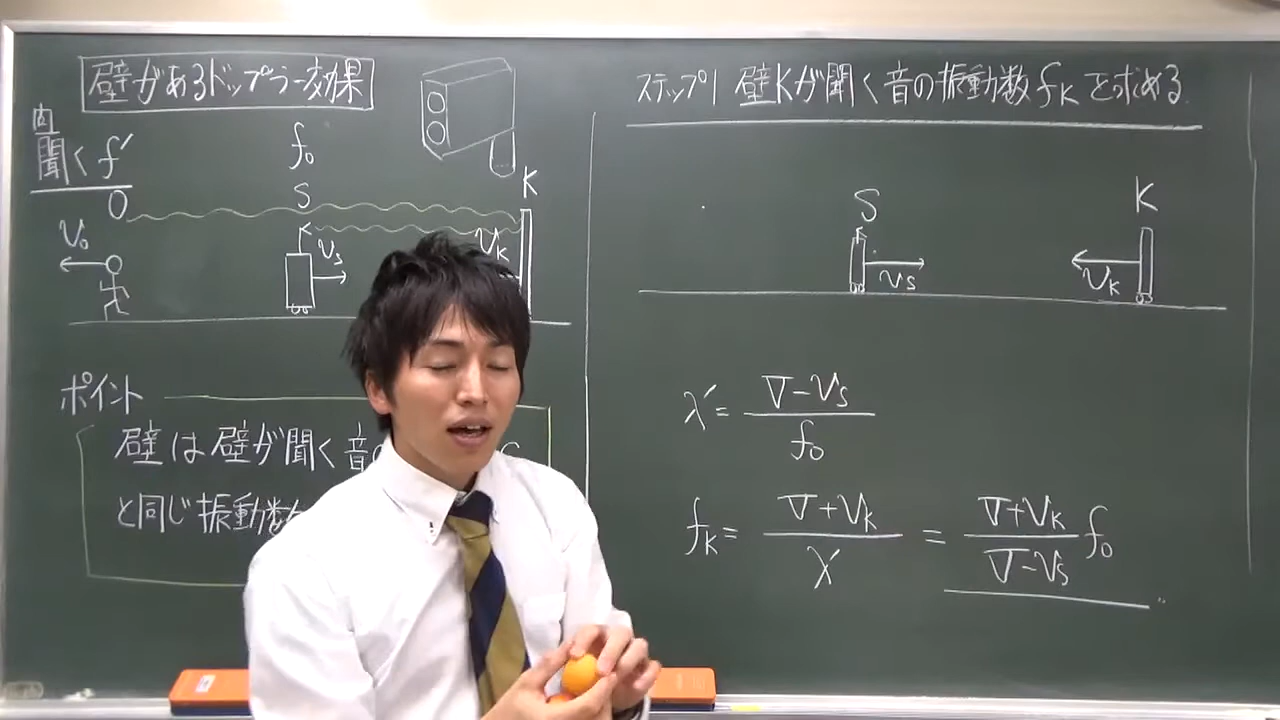 壁があるドップラー効果
聞く f′
f₀
S
O
K
V₀
Vs
VK
ポイント
壁は壁が聞く音
と同じ振動数
ステップ1 壁Kが聞く音の振動数fKを求める
S
K
Vs
VK
λ′ = (V−Vs)/f₀
fK = (V+VK)/λ′ = (V+VK)/(V−Vs) f₀